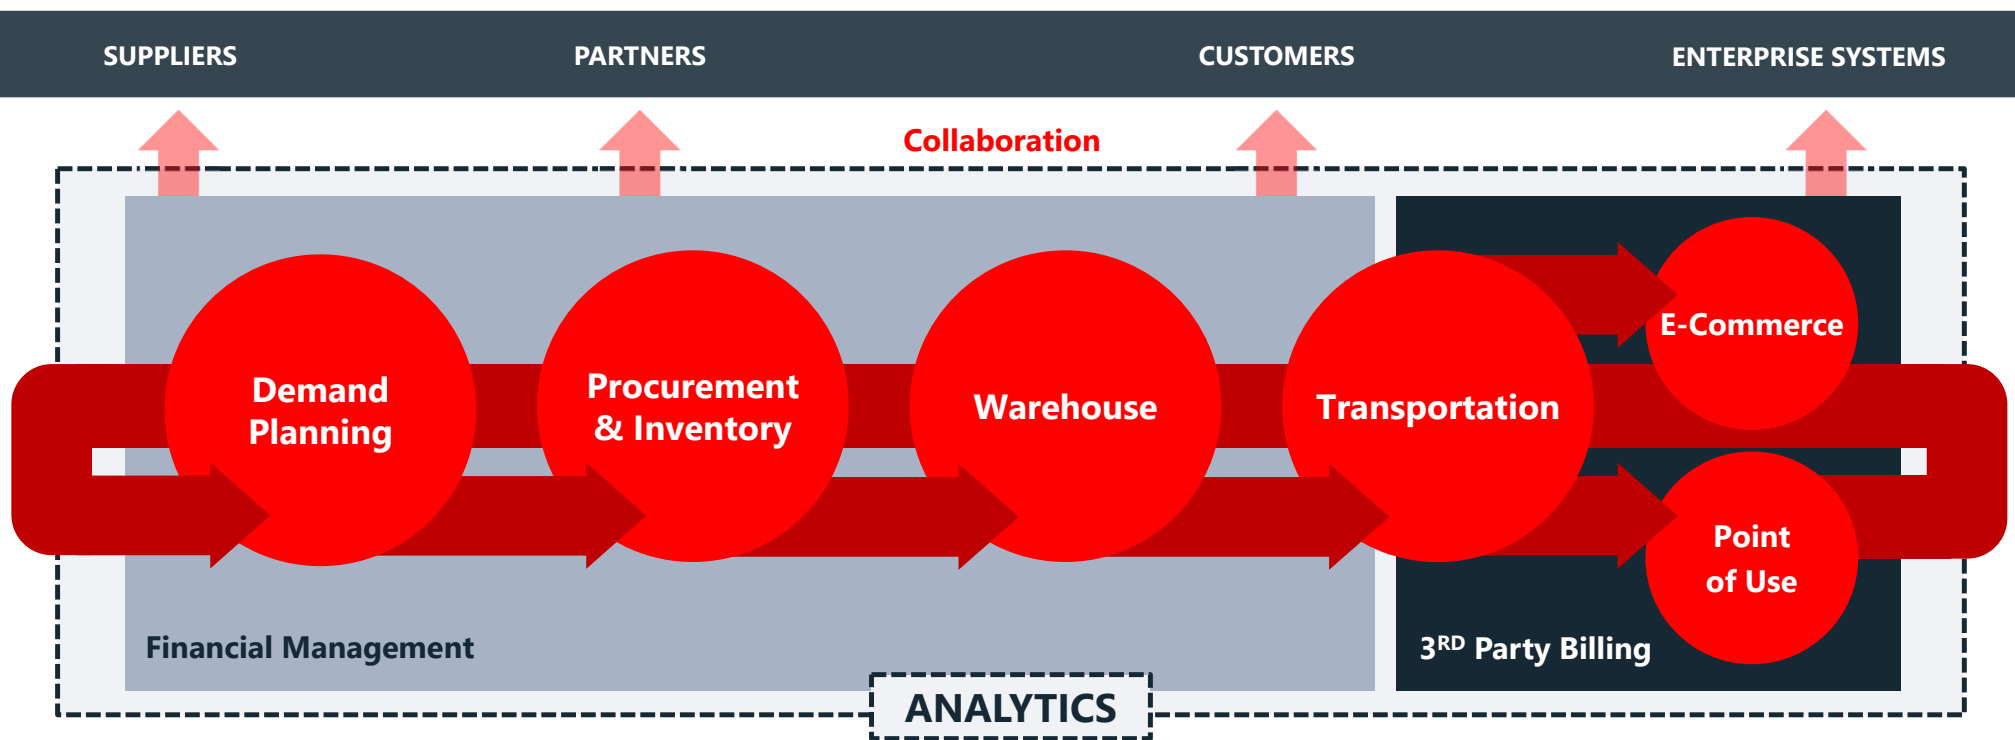 SUPPLIERS
PARTNERS
CUSTOMERS
ENTERPRISE SYSTEMS
Collaboration
Demand
Planning
Procurement
& Inventory
Warehouse
Transportation
E-Commerce
Point
of Use
Financial Management
3RD Party Billing
ANALYTICS